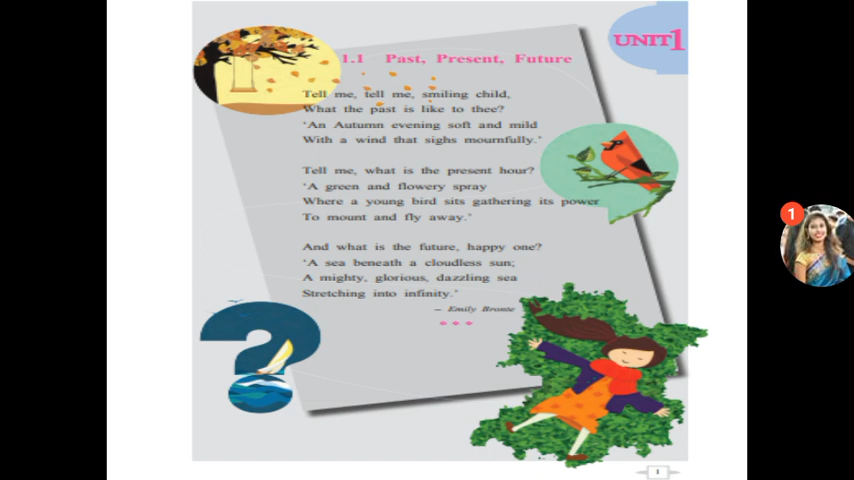 UNIT1
1.1 Past, Present, Future
Tell me, tell me, smiling child,
What the past is like to thee?
‘An Autumn evening soft and mild
With a wind that sighs mournfully.’
Tell me, what is the present hour?
‘A green and flowery spray
Where a young bird sits gathering its power
To mount and fly away.’
And what is the future, happy one?
‘A sea beneath a cloudless sun;
A mighty, glorious, dazzling sea
Stretching into infinity.’
– Emily Bronte
?
1
1